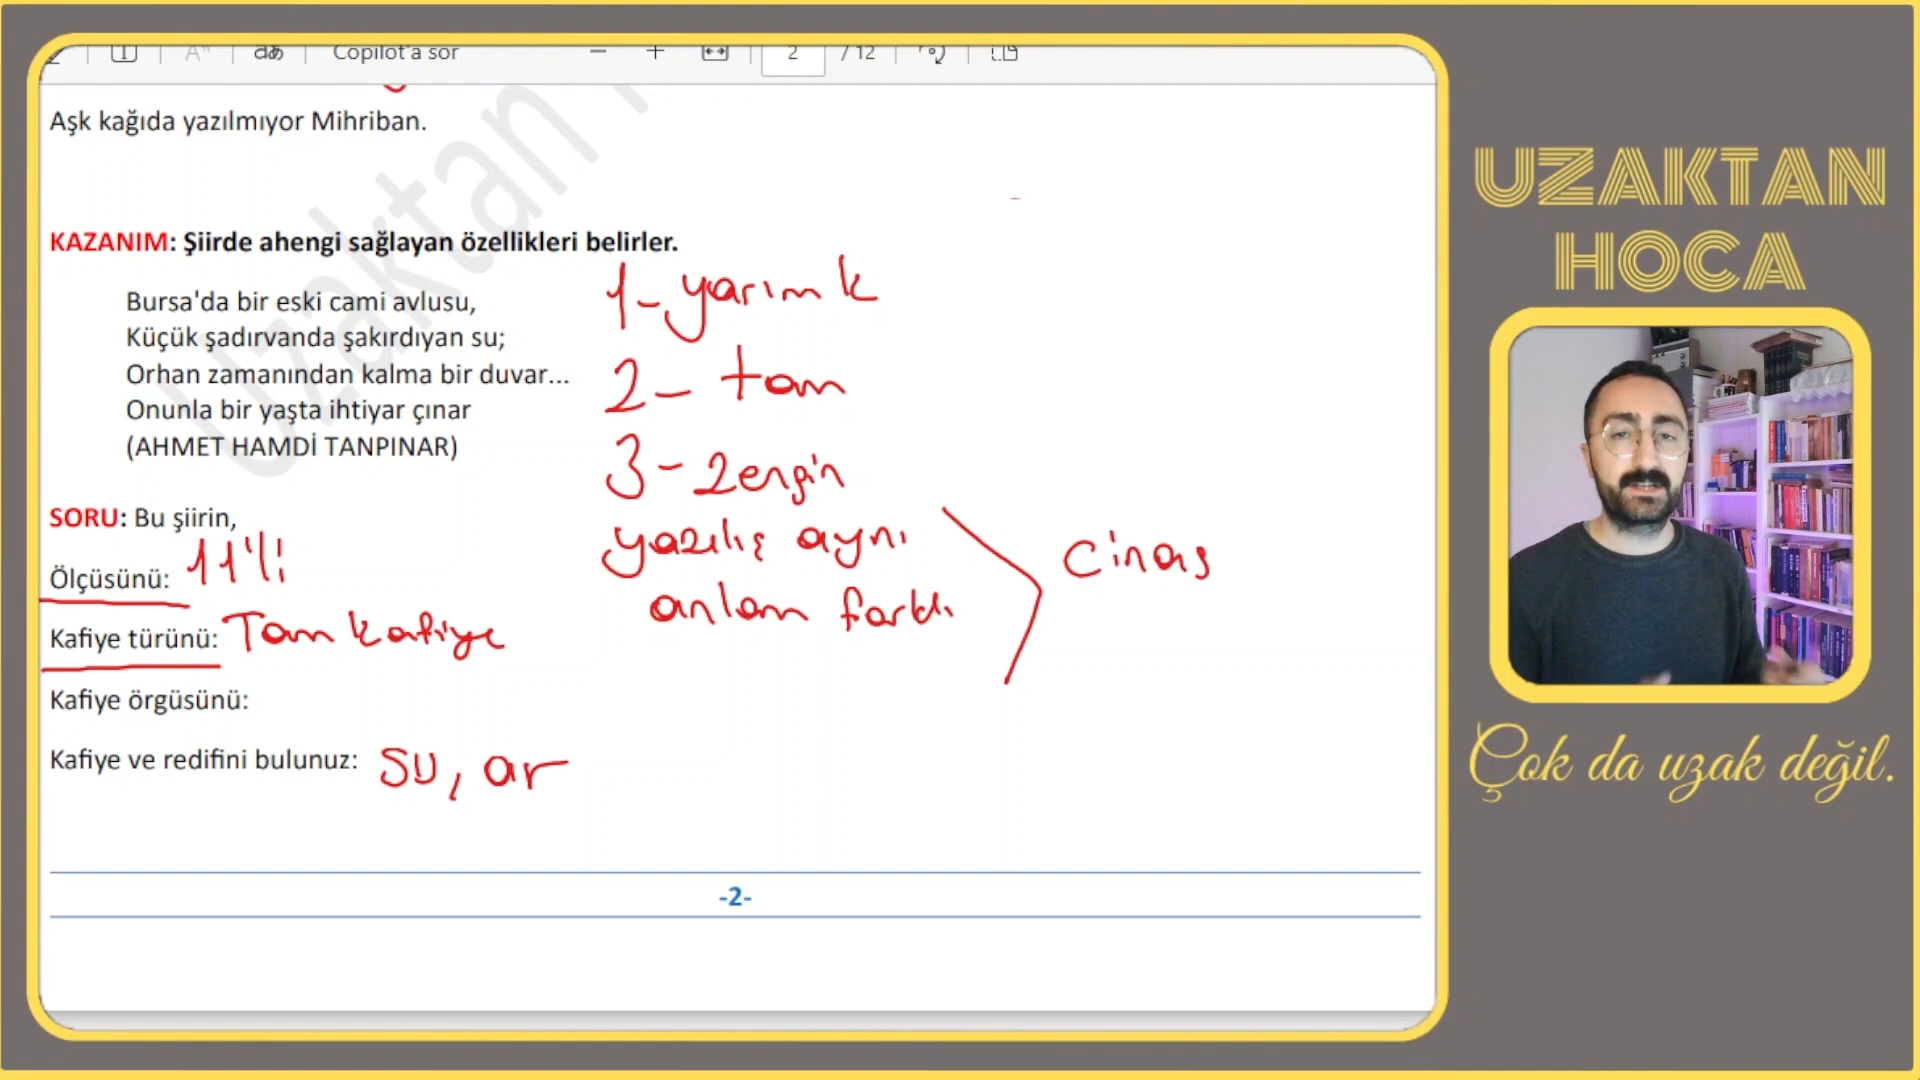 Copilot'a sor
2 /12
Aşk kağıda yazılmıyor Mihriban.
KAZANIM: Şiirde ahengi sağlayan özellikleri belirler.
Bursa'da bir eski cami avlusu,
Küçük şadırvanda şakırdıyan su;
Orhan zamanından kalma bir duvar...
Onunla bir yaşta ihtiyar çınar
(AHMET HAMDİ TANPINAR)
1- yarım k
2- tam
3- zengin
yazılış aynı
anlam farklı
Cinas
SORU: Bu şiirin,
Ölçüsünü: 11'li
Kafiye türünü: Tam kafiye
Kafiye örgüsünü:
Kafiye ve redifini bulunuz: su, ar
-2-
Uzaktan
UZAKTAN
HOCA
Çok da uzak değil.